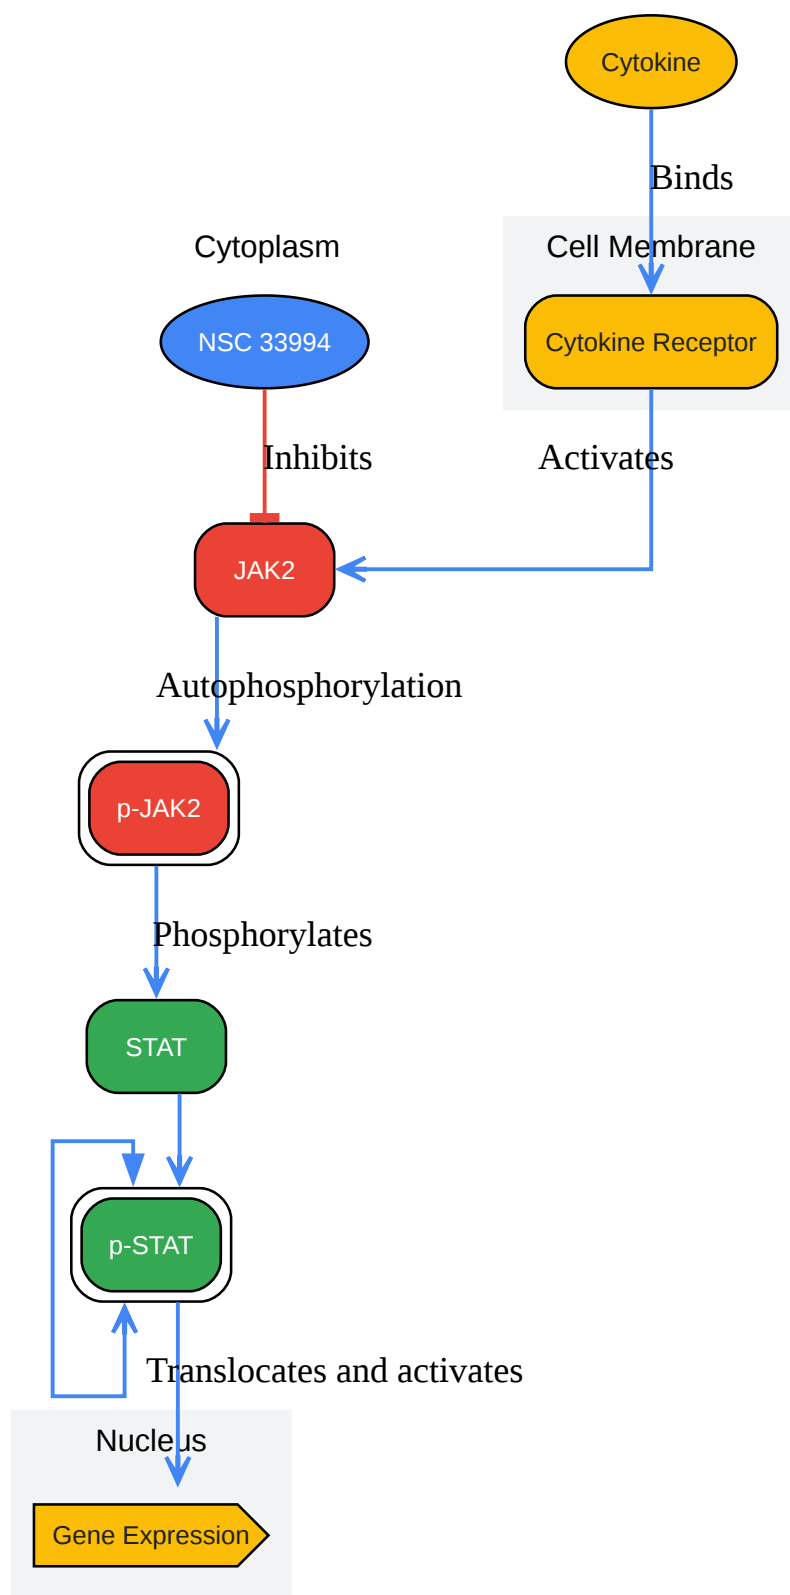 Cytokine
Binds
Cytoplasm
Cell Membrane
NSC 33994
Cytokine Receptor
Inhibits
Activates
JAK2
Autophosphorylation
p-JAK2
Phosphorylates
STAT
p-STAT
Translocates and activates
Nucleus
Gene Expression